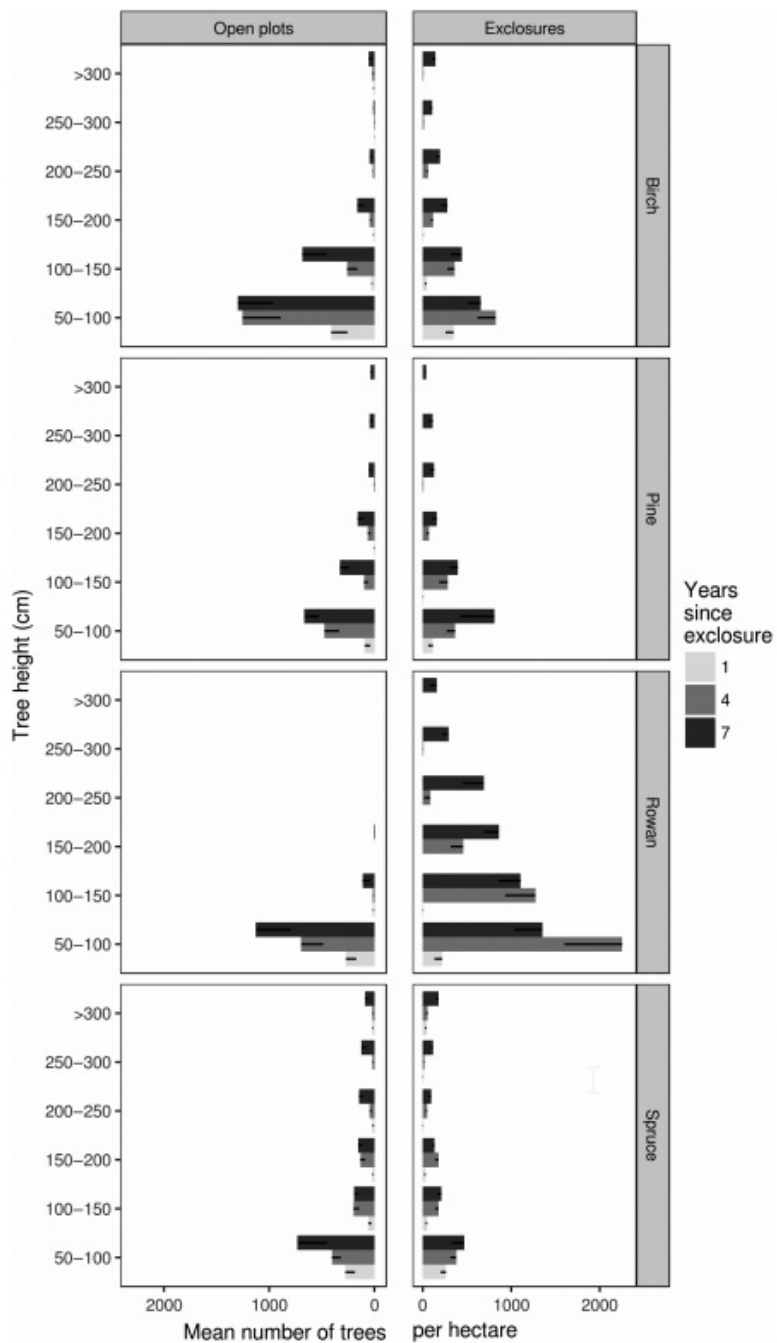 Open plots Exclosures
>300
250−300
200−250
150−200
100−150
50−100
Birch
>300
250−300
200−250
150−200
100−150
50−100
Pine
Tree height (cm)
Years
since
exclosure
1
4
7
>300
250−300
200−250
150−200
100−150
50−100
Rowan
>300
250−300
200−250
150−200
100−150
50−100
Spruce
2000 1000 0 0 1000 2000
Mean number of trees per hectare